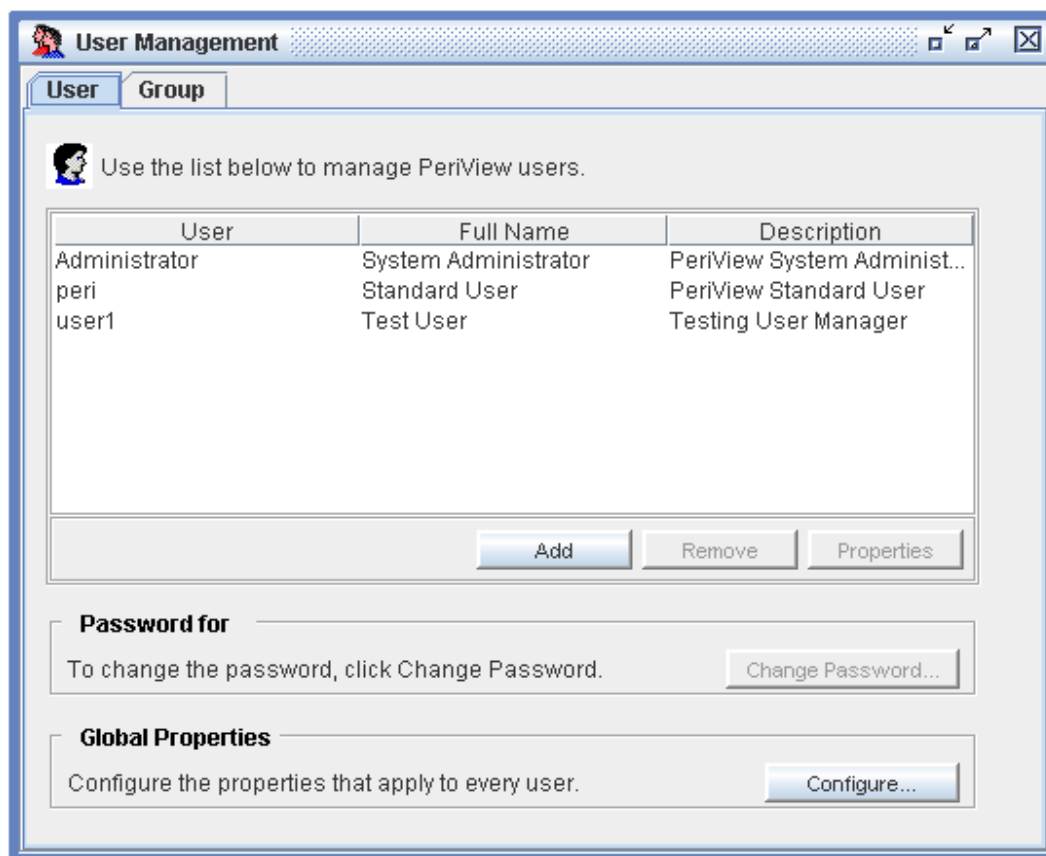 User Management
User Group
Use the list below to manage PeriView users.
User Full Name Description
Administrator System Administrator PeriView System Administ...
peri Standard User PeriView Standard User
user1 Test User Testing User Manager
Add Remove Properties
Password for
To change the password, click Change Password. Change Password...
Global Properties
Configure the properties that apply to every user. Configure...